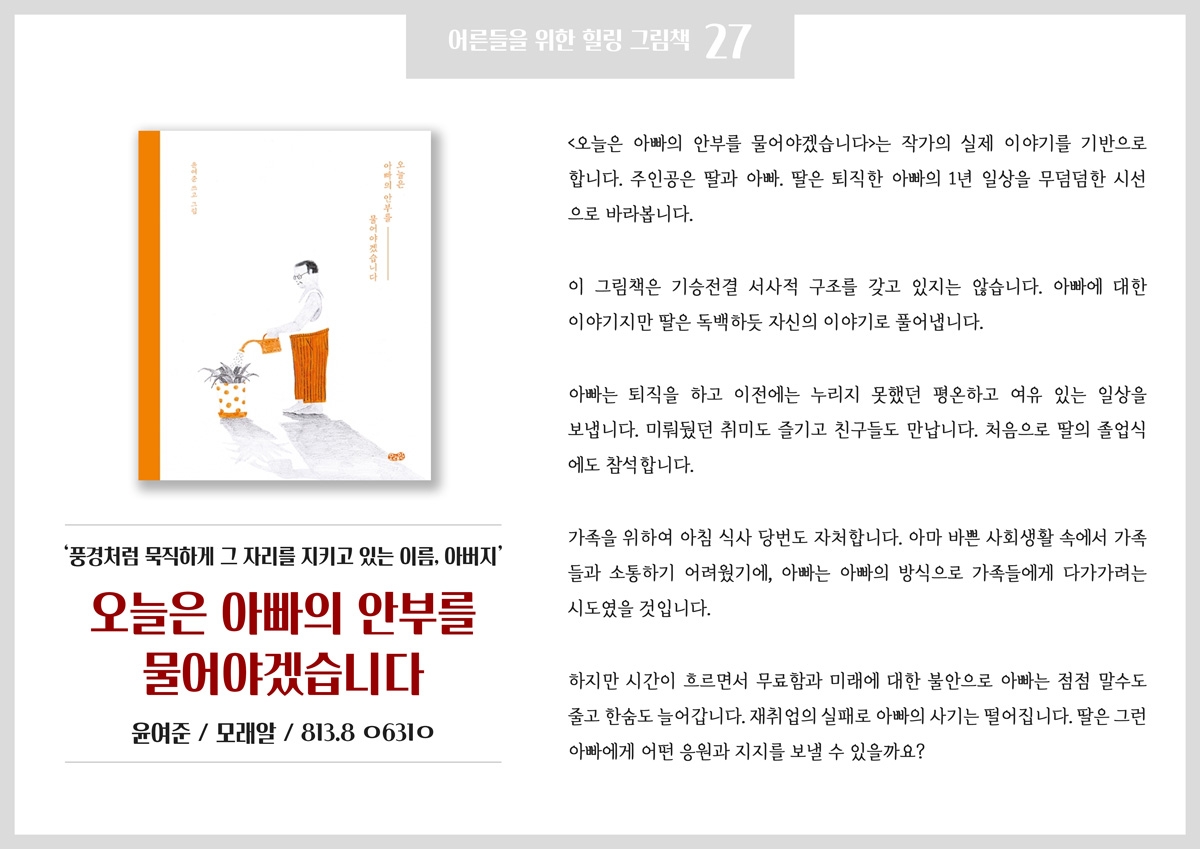 어른들을 위한 힐링 그림책 27
오늘은
아빠의 안부를
물어야겠습니다
윤여준 쓰고 그림
모래알
‘풍경처럼 묵직하게 그 자리를 지키고 있는 이름, 아버지’
오늘은 아빠의 안부를
물어야겠습니다
윤여준 / 모래알 / 813.8 ㅇ631ㅇ
<오늘은 아빠의 안부를 물어야겠습니다>는 작가의 실제 이야기를 기반으로
합니다. 주인공은 딸과 아빠. 딸은 퇴직한 아빠의 1년 일상을 무덤덤한 시선
으로 바라봅니다.
이 그림책은 기승전결 서사적 구조를 갖고 있지는 않습니다. 아빠에 대한
이야기지만 딸은 독백하듯 자신의 이야기로 풀어냅니다.
아빠는 퇴직을 하고 이전에는 누리지 못했던 평온하고 여유 있는 일상을
보냅니다. 미뤄뒀던 취미도 즐기고 친구들도 만납니다. 처음으로 딸의 졸업식
에도 참석합니다.
가족을 위하여 아침 식사 당번도 자처합니다. 아마 바쁜 사회생활 속에서 가족
들과 소통하기 어려웠기에, 아빠는 아빠의 방식으로 가족들에게 다가가려는
시도였을 것입니다.
하지만 시간이 흐르면서 무료함과 미래에 대한 불안으로 아빠는 점점 말수도
줄고 한숨도 늘어갑니다. 재취업의 실패로 아빠의 사기는 떨어집니다. 딸은 그런
아빠에게 어떤 응원과 지지를 보낼 수 있을까요?